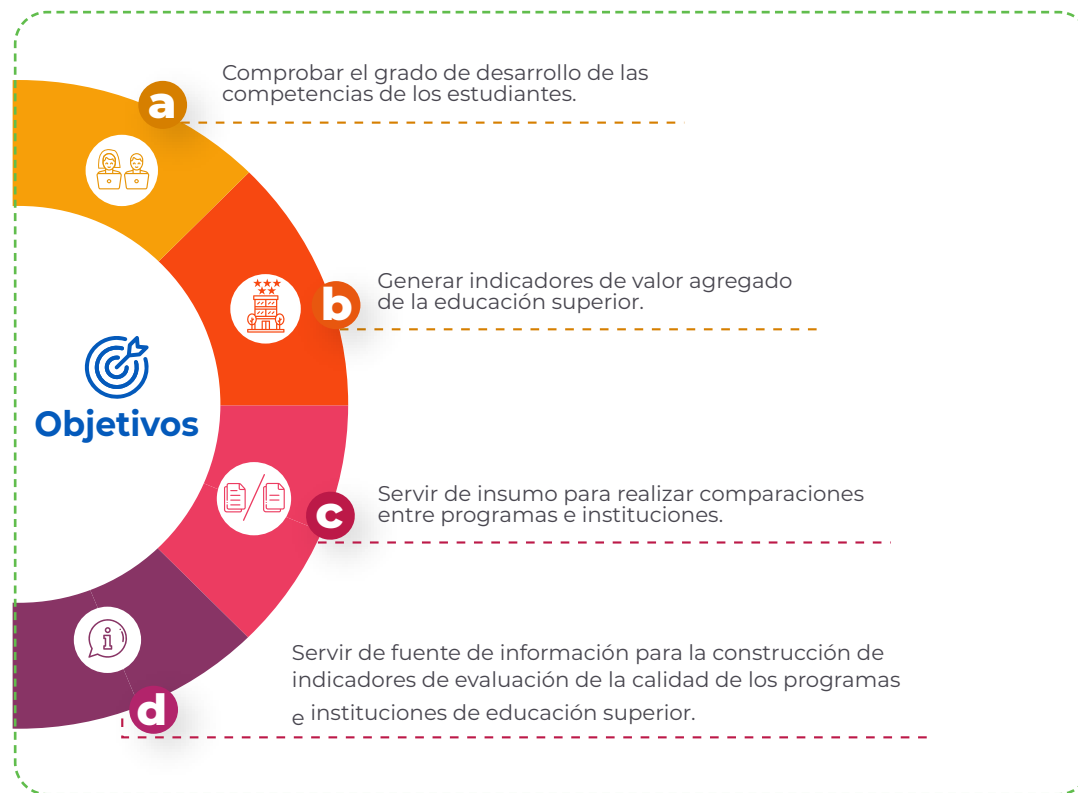 a
Comprobar el grado de desarrollo de las
competencias de los estudiantes.
b
Generar indicadores de valor agregado
de la educación superior.
Objetivos
c
Servir de insumo para realizar comparaciones
entre programas e instituciones.
d
Servir de fuente de información para la construcción de
indicadores de evaluación de la calidad de los programas
e instituciones de educación superior.